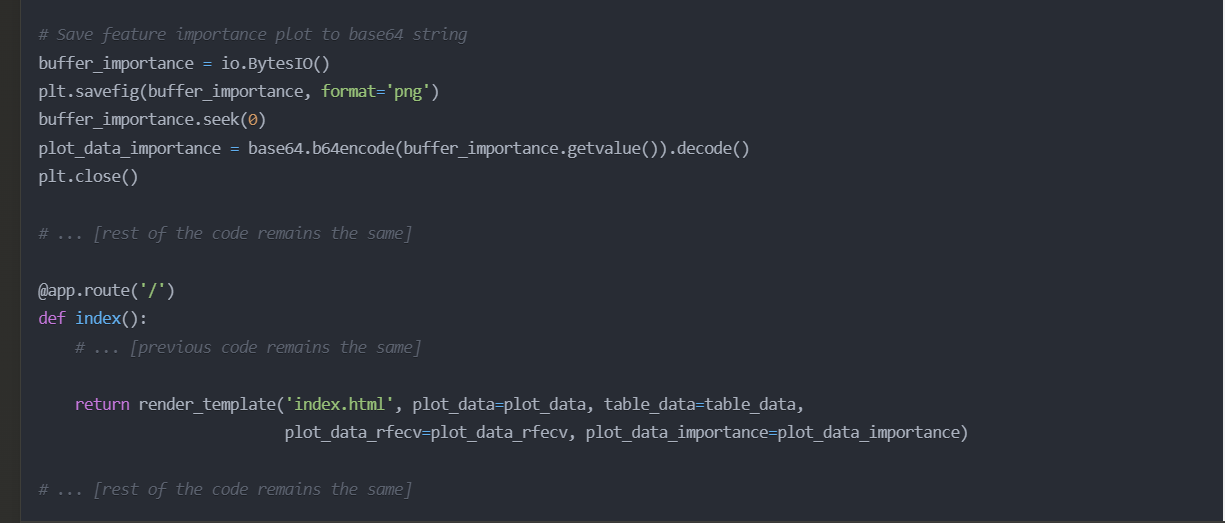 # Save feature importance plot to base64 string
buffer_importance = io.BytesIO()
plt.savefig(buffer_importance, format='png')
buffer_importance.seek(0)
plot_data_importance = base64.b64encode(buffer_importance.getvalue()).decode()
plt.close()
# ... [rest of the code remains the same]
@app.route('/')
def index():
    # ... [previous code remains the same]
    return render_template('index.html', plot_data=plot_data, table_data=table_data,
                           plot_data_rfecv=plot_data_rfecv, plot_data_importance=plot_data_importance)
# ... [rest of the code remains the same]